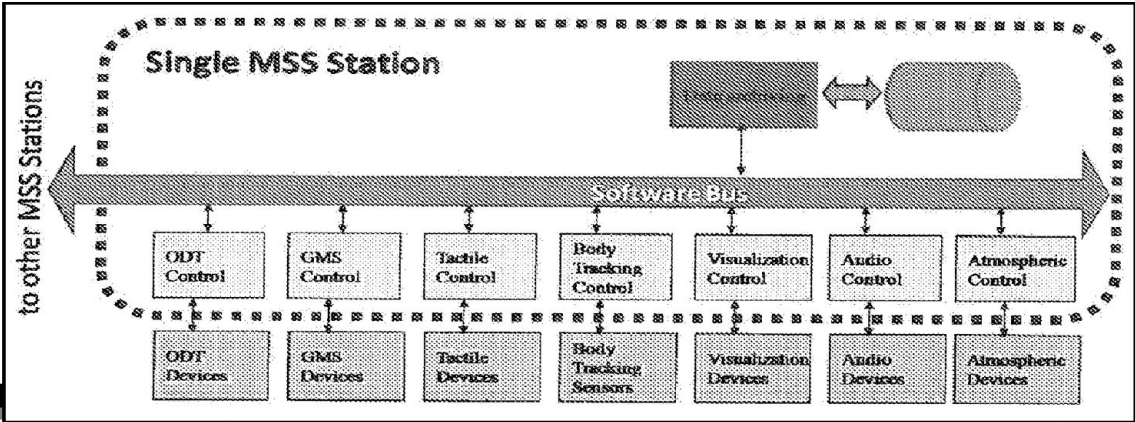 Single MSS Station
to other MSS Stations
Software Bus
ODT
Control
GMS
Control
Tactile
Control
Body
Tracking
Control
Visualization
Control
Audio
Control
Atmospheric
Control
ODT
Devices
GMS
Devices
Tactile
Devices
Body
Tracking
Sensors
Visualization
Devices
Audio
Devices
Atmospheric
Devices